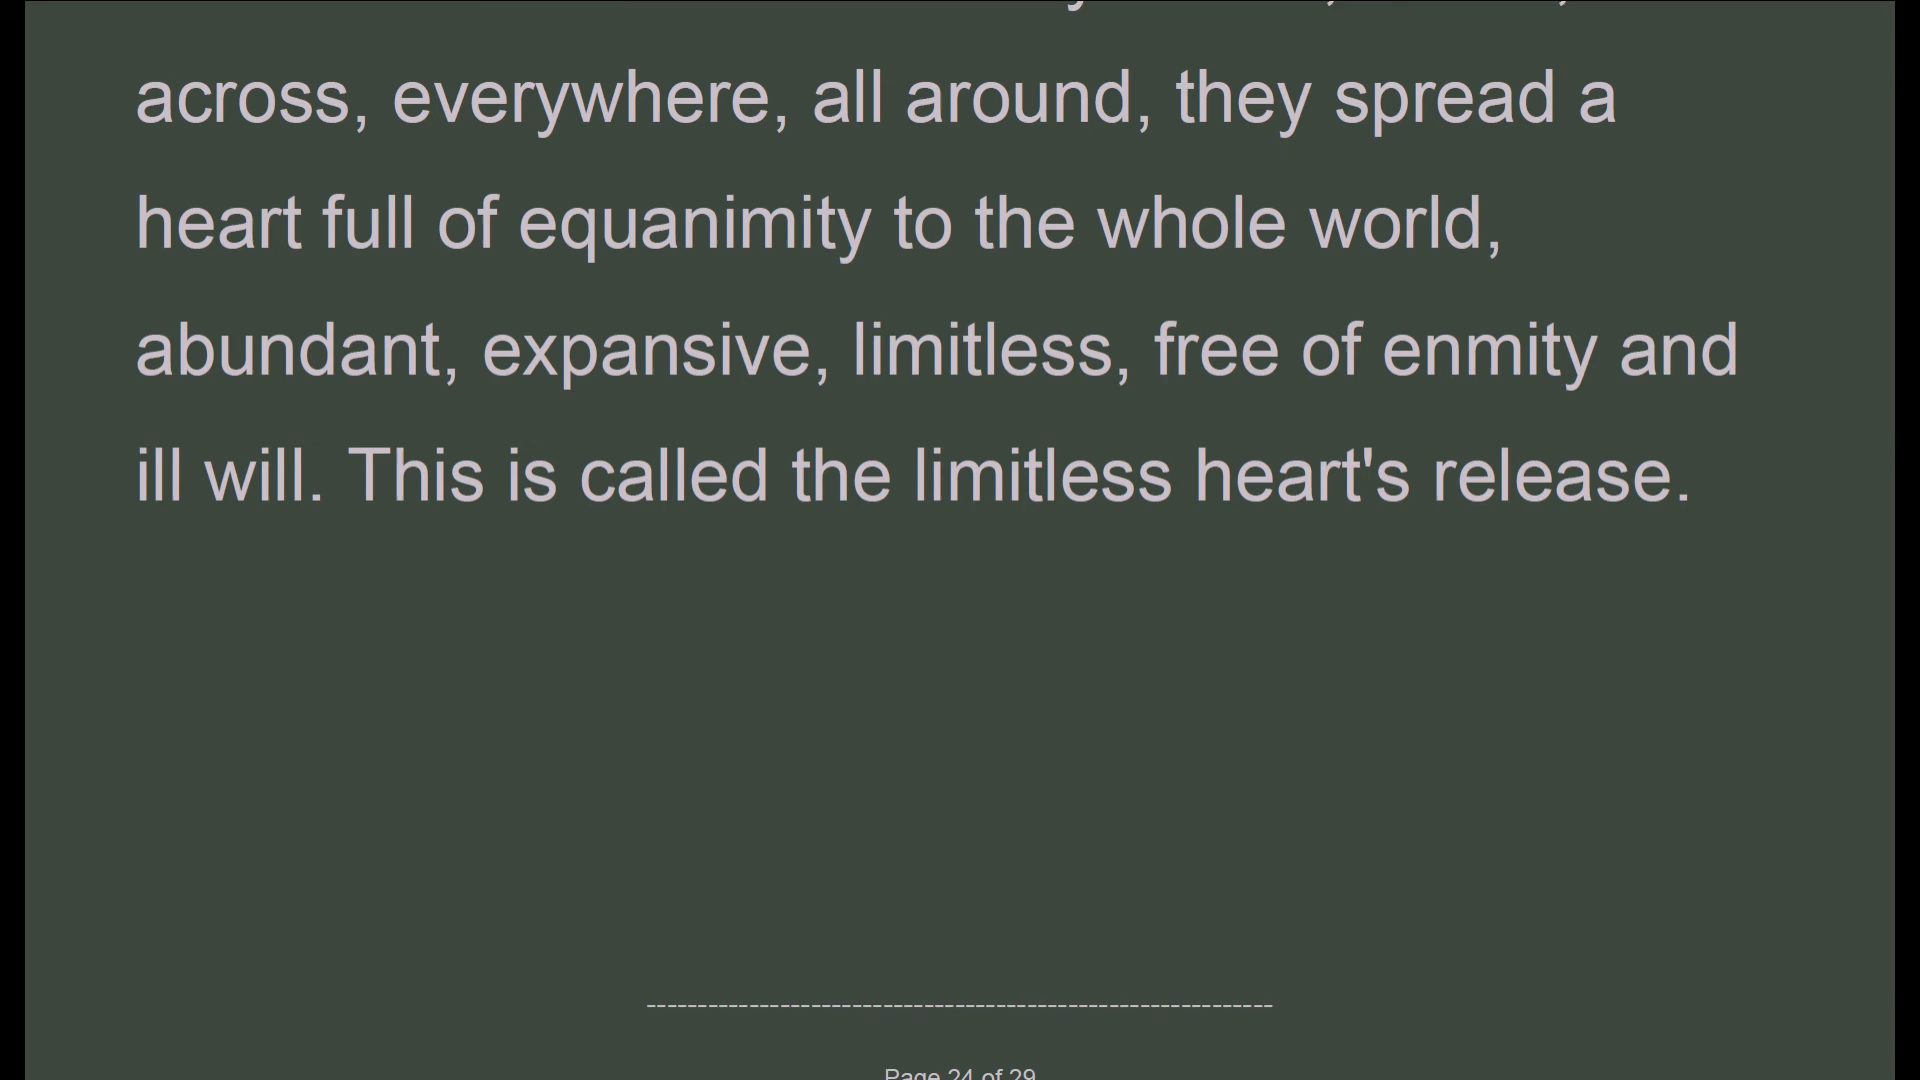 across, everywhere, all around, they spread a
heart full of equanimity to the whole world,
abundant, expansive, limitless, free of enmity and
ill will. This is called the limitless heart's release.
-------------------------------------------------------------
Page 24 of 29